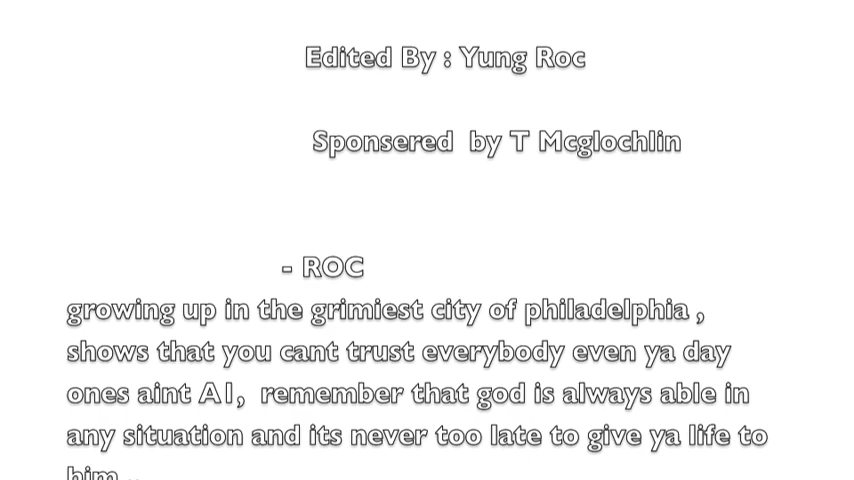 Edited By : Yung Roc
Sponsered by T Mcglochlin
- ROC
growing up in the grimiest city of philadelphia ,
shows that you cant trust everybody even ya day
ones aint A1, remember that god is always able in
any situation and its never too late to give ya life to
him ..